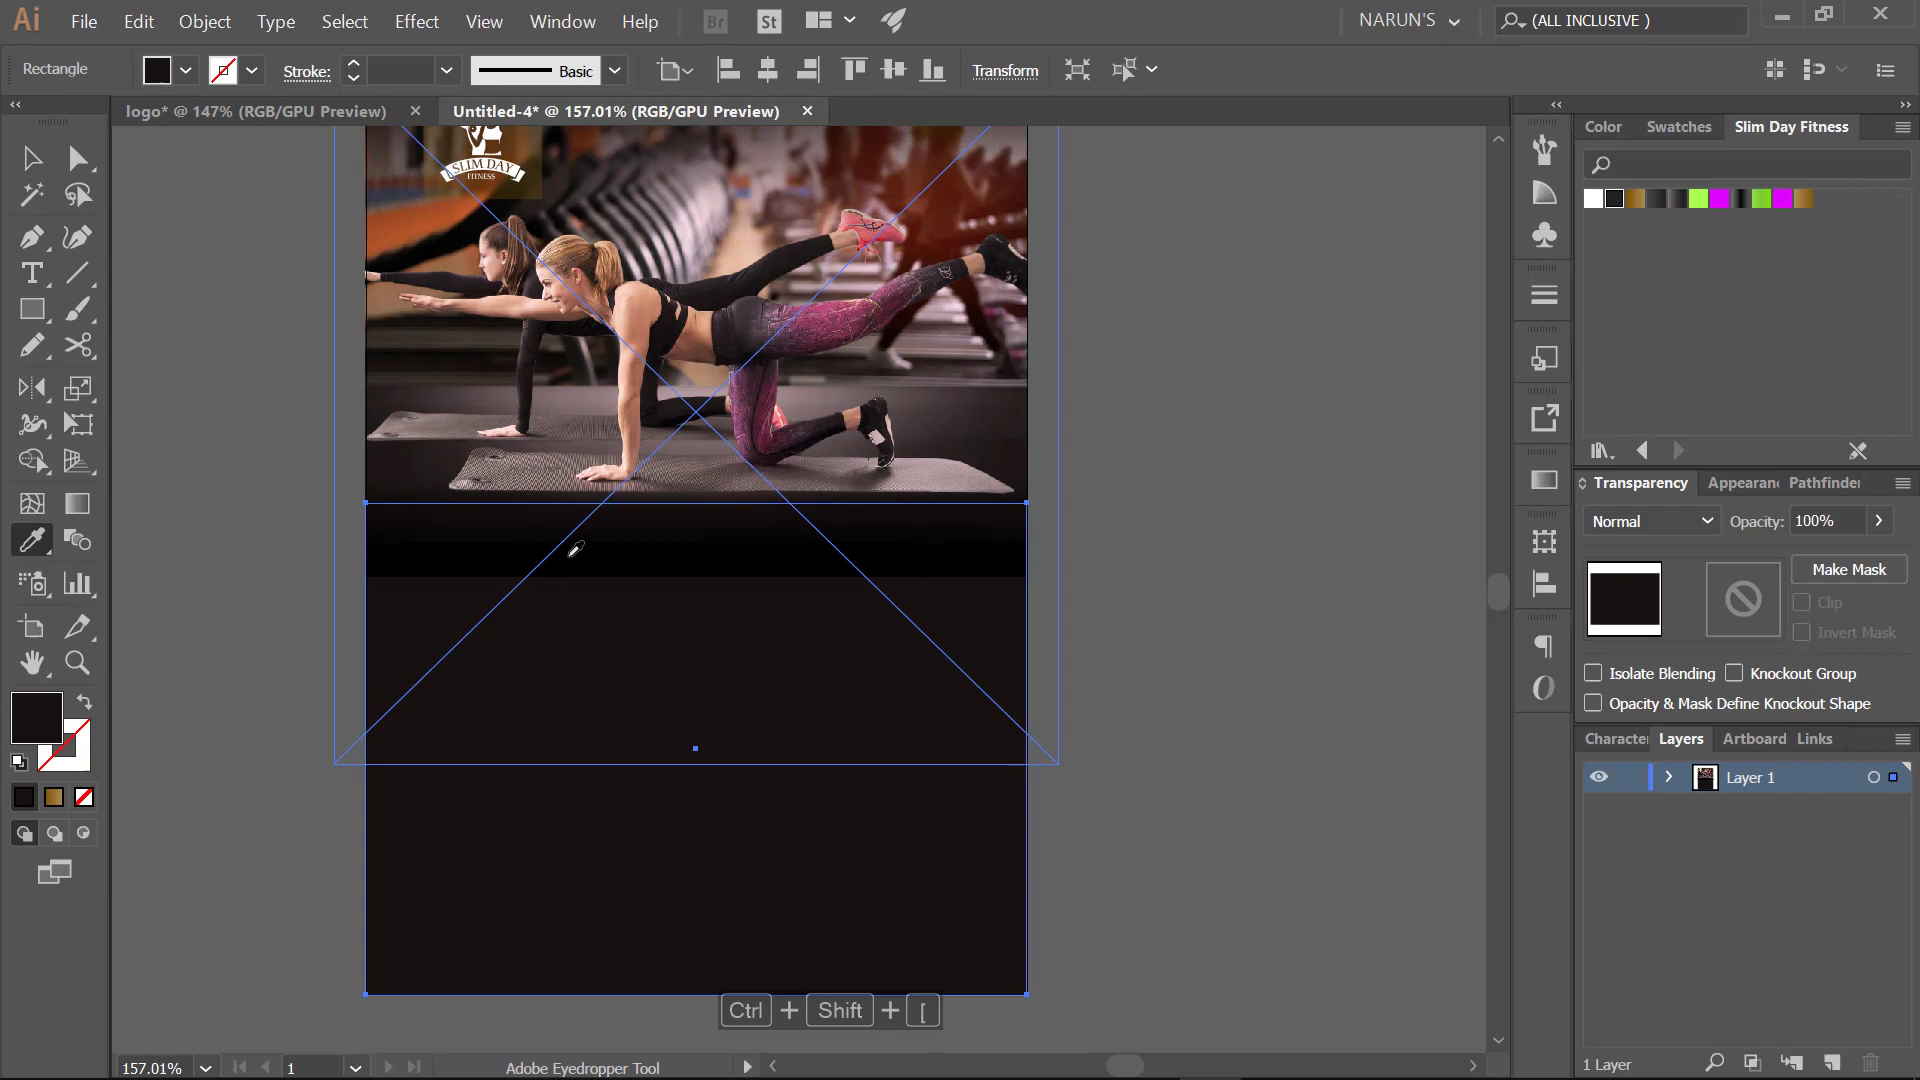 Ai File Edit Object Type Select Effect View Window Help Br St NARUN'S (ALL INCLUSIVE )
Rectangle Stroke: Basic Transform
logo* @ 147% (RGB/GPU Preview) Untitled-4* @ 157.01% (RGB/GPU Preview)
Color Swatches Slim Day Fitness
SLIM DAY
FITNESS
Transparency Appearanc Pathfinder
Normal Opacity: 100%
Make Mask
Clip
Invert Mask
Isolate Blending Knockout Group
Opacity & Mask Define Knockout Shape
Character Layers Artboard Links
Layer 1
Ctrl + Shift + [
157.01% 1 Adobe Eyedropper Tool 1 Layer